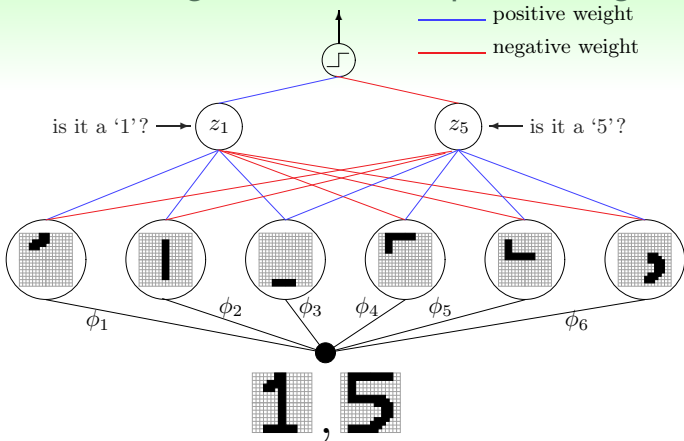 positive weight
negative weight
is it a ‘1’?
z1
z5
is it a ‘5’?
ϕ1
ϕ2
ϕ3
ϕ4
ϕ5
ϕ6
1 , 5